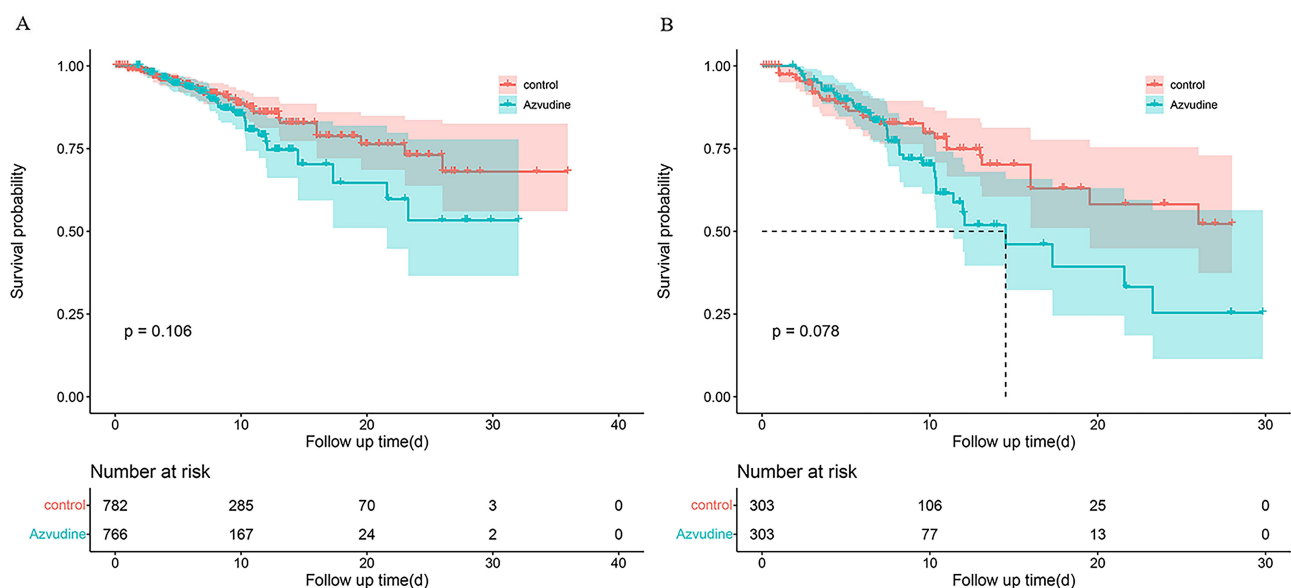 A
B
Survival probability
1.00
0.75
0.50
0.25
0.00
control
Azvudine
p = 0.106
0 10 20 30 40
Follow up time(d)
Number at risk
control 782 285 70 3 0
Azvudine 766 167 24 2 0
0 10 20 30 40
Follow up time(d)
Survival probability
1.00
0.75
0.50
0.25
0.00
control
Azvudine
p = 0.078
0 10 20 30
Follow up time(d)
Number at risk
control 303 106 25 0
Azvudine 303 77 13 0
0 10 20 30
Follow up time(d)